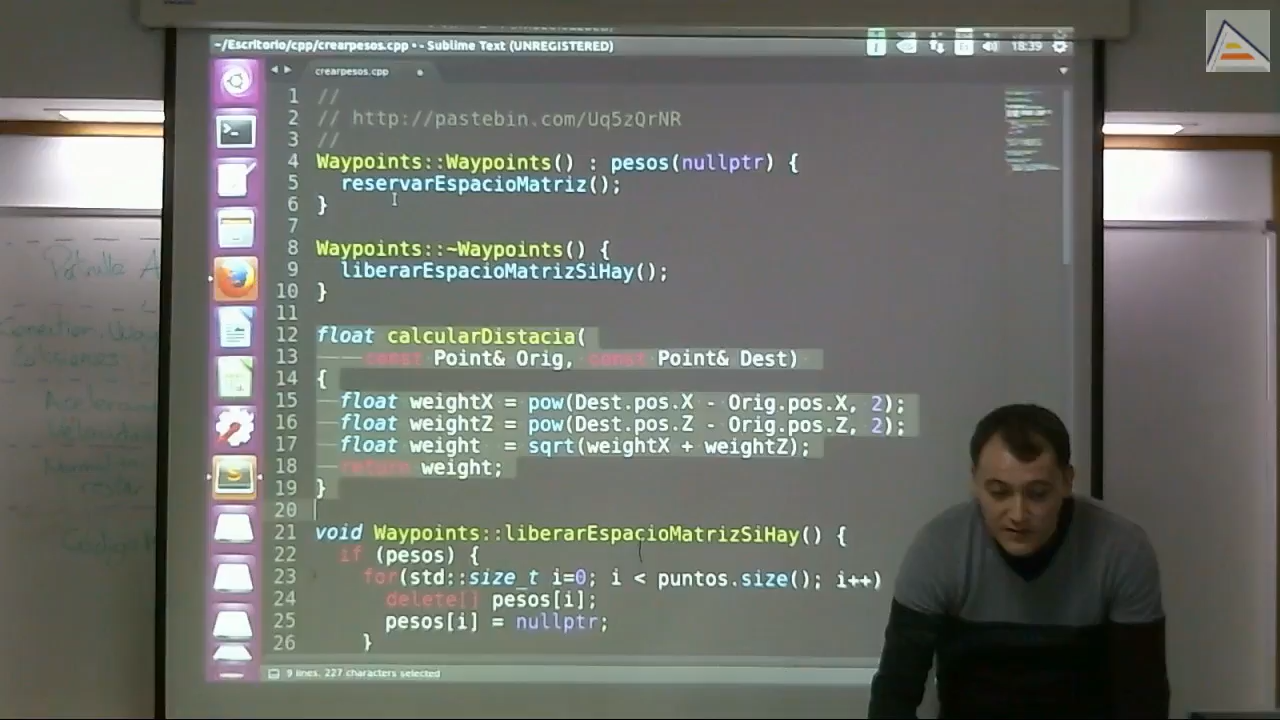 ~/Escritorio/cpp/crearpesos.cpp • - Sublime Text (UNREGISTERED)
18:39
crearpesos.cpp
1 //
2 // http://pastebin.com/Uq5zQrNR
3 //
4 Waypoints::Waypoints() : pesos(nullptr) {
5 reservarEspacioMatriz();
6 }
7
8 Waypoints::~Waypoints() {
9 liberarEspacioMatrizSiHay();
10 }
11
12 float calcularDistacia(
13 const Point& Orig, const Point& Dest)
14 {
15 float weightX = pow(Dest.pos.X - Orig.pos.X, 2);
16 float weightZ = pow(Dest.pos.Z - Orig.pos.Z, 2);
17 float weight = sqrt(weightX + weightZ);
18 return weight;
19 }
20
21 void Waypoints::liberarEspacioMatrizSiHay() {
22 if (pesos) {
23 for(std::size_t i=0; i < puntos.size(); i++)
24 delete[] pesos[i];
25 pesos[i] = nullptr;
26 }
9 lines, 227 characters selected